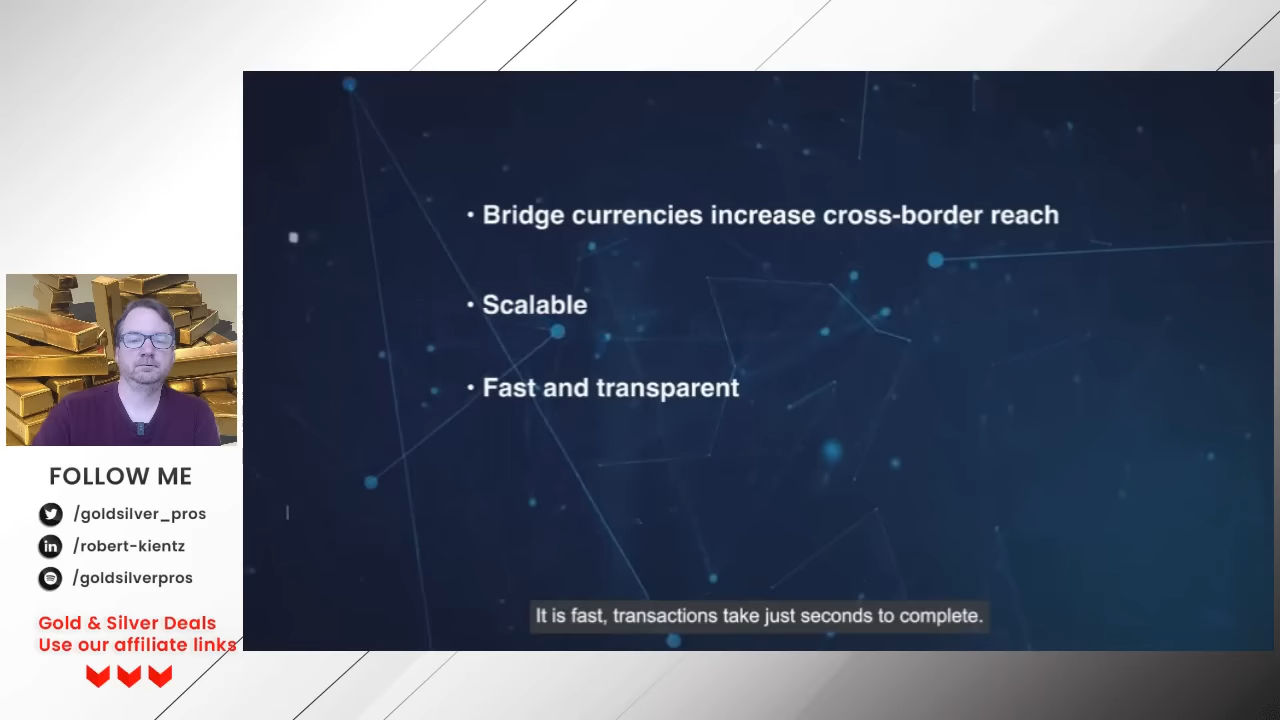 • Bridge currencies increase cross-border reach
• Scalable
• Fast and transparent
It is fast, transactions take just seconds to complete.
FOLLOW ME
/goldsilver_pros
in /robert-kientz
/goldsilverpros
Gold & Silver Deals
Use our affiliate links